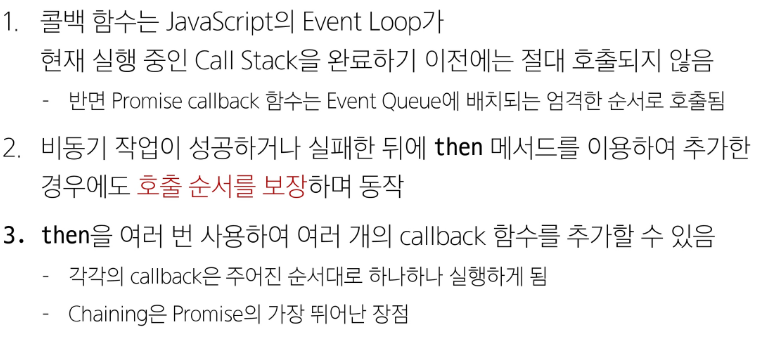 1. 콜백 함수는 JavaScript의 Event Loop가
현재 실행 중인 Call Stack을 완료하기 이전에는 절대 호출되지 않음
- 반면 Promise callback 함수는 Event Queue에 배치되는 엄격한 순서로 호출됨
2. 비동기 작업이 성공하거나 실패한 뒤에 then 메서드를 이용하여 추가한
경우에도 호출 순서를 보장하며 동작
3. then을 여러 번 사용하여 여러 개의 callback 함수를 추가할 수 있음
- 각각의 callback은 주어진 순서대로 하나하나 실행하게 됨
- Chaining은 Promise의 가장 뛰어난 장점